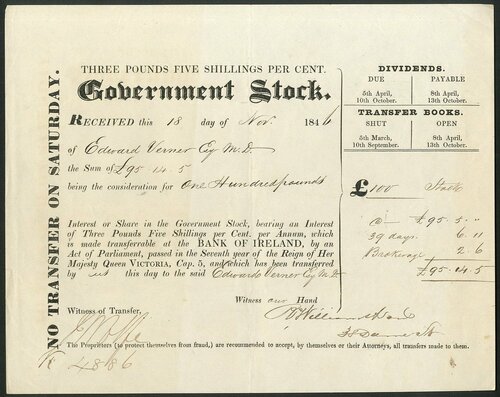 NO TRANSFER ON SATURDAY.
THREE POUNDS FIVE SHILLINGS PER CENT.
Government Stock.
RECEIVED this 18 day of Nov. 1846
of Edward Verner Esq M.D.
the Sum of £95 . 14 . 5
being the consideration for One Hundred pounds
Interest or Share in the Government Stock, bearing an Interest
of Three Pounds Five Shillings per Cent. per Annum, which
is made transferable at the BANK OF IRELAND, by an
Act of Parliament, passed in the Seventh year of the Reign of Her
Majesty Queen VICTORIA, Cap. 5, and which has been transferred
by us this day to the said Edward Verner Esq M.D.
Witness our Hand
Witness of Transfer.
The Proprietors (to protect themselves from fraud,) are recommended to accept, by themselves or their Attorneys, all transfers made to them.
4886
DIVIDENDS.
DUE PAYABLE
5th April, 8th April,
10th October. 13th October.
TRANSFER BOOKS.
SHUT OPEN
5th March, 8th April,
10th September. 13th October.
£100 Stock
@ £95 . 5 . "
39 days 6 . 11
Brokerage 2 . 6
£95 . 14 . 5